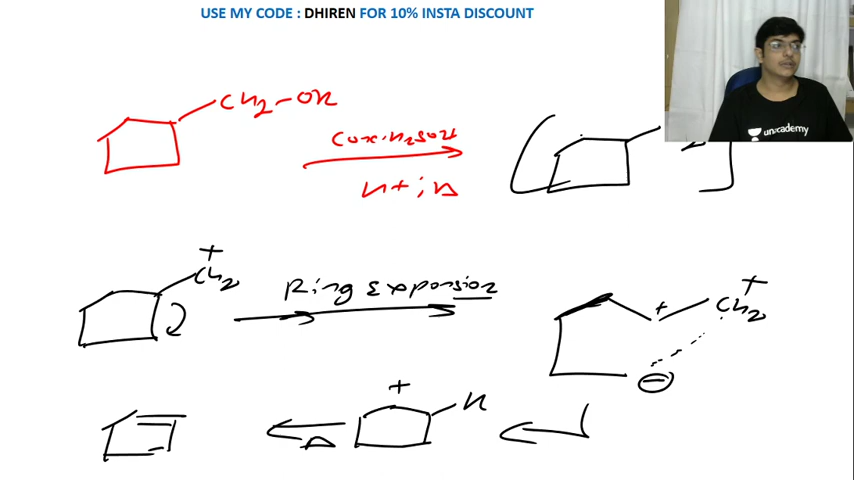 USE MY CODE : DHIREN FOR 10% INSTA DISCOUNT
CH2-OH
Conc.H2SO4
H+ ; Δ
unacademy
+
CH2
Ring Expansion
+
CH2
+
−
+
H
Δ